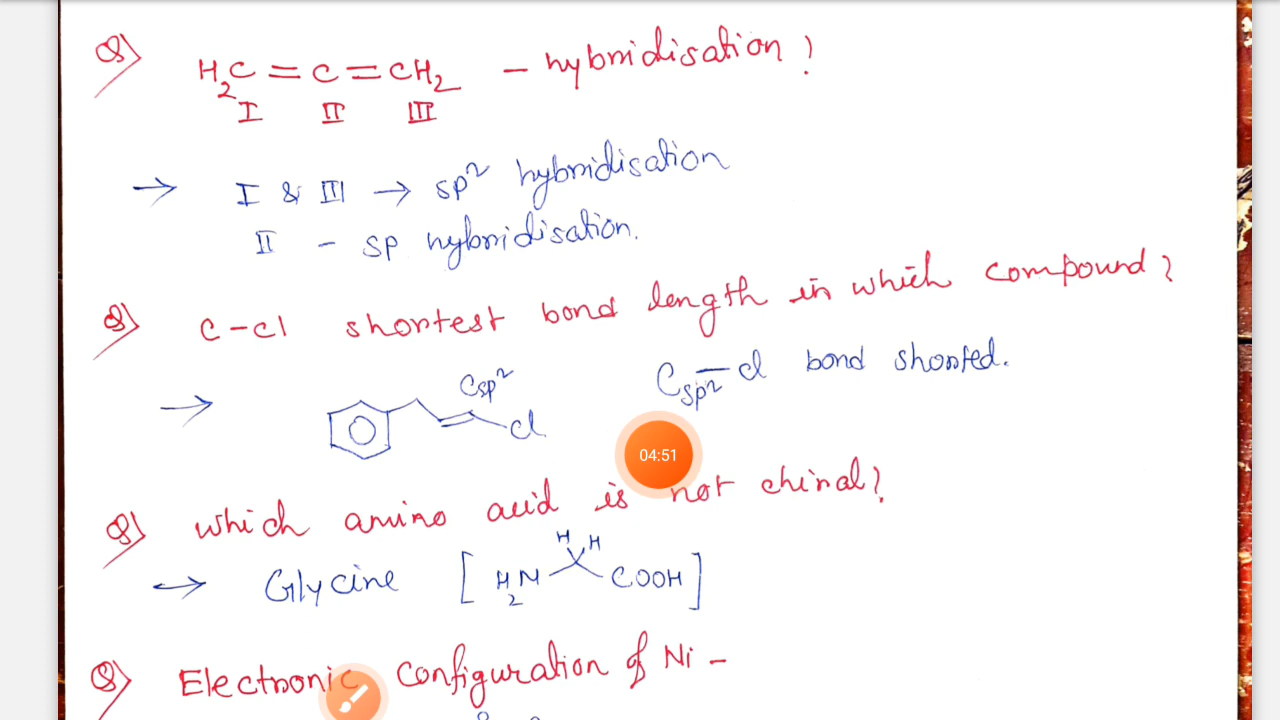 Q) H₂C=C=CH₂ - hybridisation?
I II III
→ I & III → sp² hybridisation
II - sp hybridisation.
Q) C-Cl shortest bond length in which compound?
→ Csp² Cl Csp²-Cl bond shorted.
04:51
Q) which amino acid is not chiral?
→ Glycine [H₂N H H COOH]
Q) Electronic configuration of Ni -